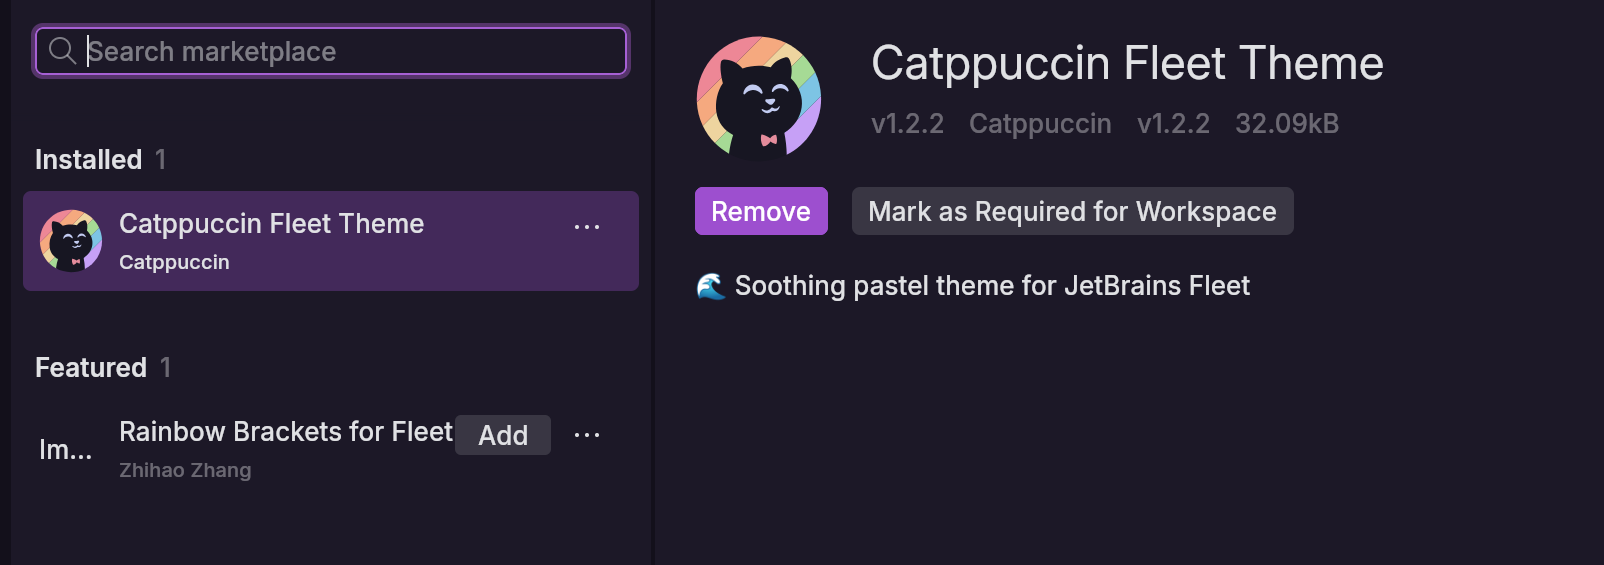 Search marketplace
Installed 1
Catppuccin Fleet Theme
Catppuccin
Featured 1
Im...
Rainbow Brackets for Fleet
Add
Zhihao Zhang
Catppuccin Fleet Theme
v1.2.2 Catppuccin v1.2.2 32.09kB
Remove
Mark as Required for Workspace
🌊 Soothing pastel theme for JetBrains Fleet